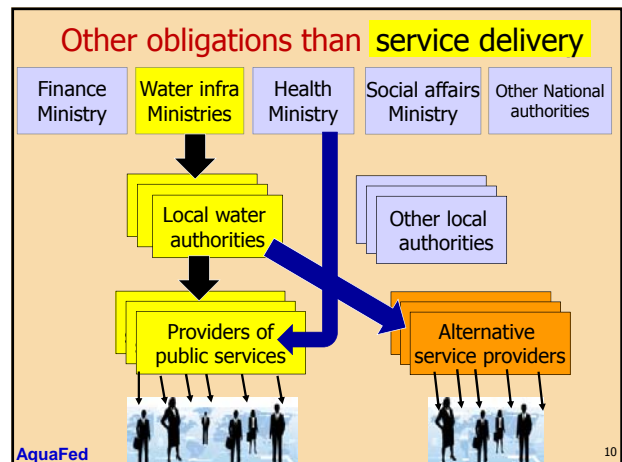 Other obligations than service delivery
Finance
Ministry
Water infra
Ministries
Health
Ministry
Social affairs
Ministry
Other National
authorities
Local water
authorities
Other local
authorities
Providers of
public services
Alternative
service providers
AquaFed
10